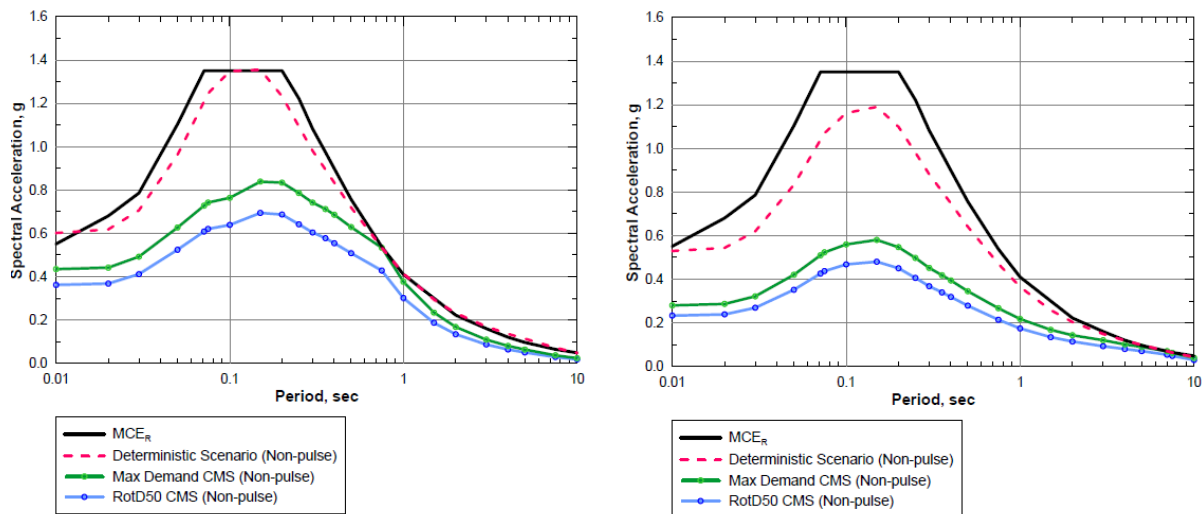 1.6
1.4
1.2
1.0
0.8
0.6
0.4
0.2
0.0
Spectral Acceleration, g
0.01
0.1
1
10
Period, sec
MCER
Deterministic Scenario (Non-pulse)
Max Demand CMS (Non-pulse)
RotD50 CMS (Non-pulse)
1.6
1.4
1.2
1.0
0.8
0.6
0.4
0.2
0.0
Spectral Acceleration, g
0.01
0.1
1
10
Period, sec
MCER
Deterministic Scenario (Non-pulse)
Max Demand CMS (Non-pulse)
RotD50 CMS (Non-pulse)